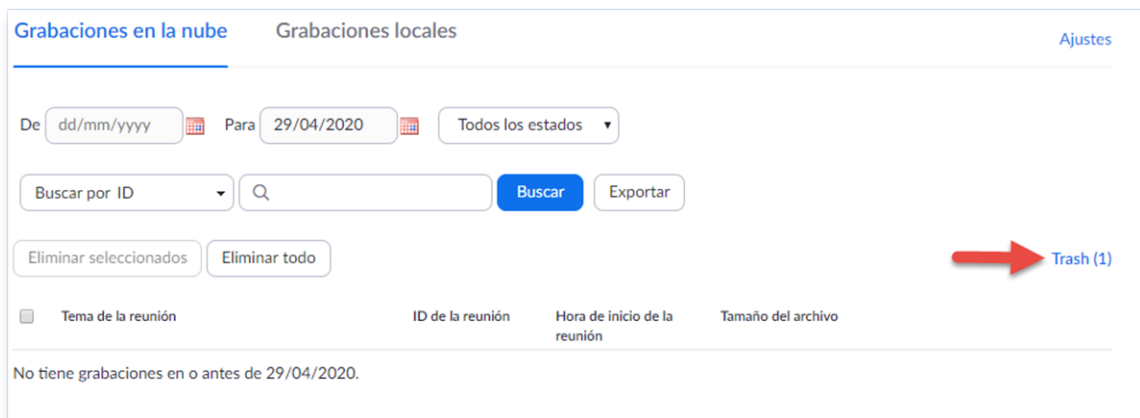 Grabaciones en la nube Grabaciones locales Ajustes
De dd/mm/yyyy Para 29/04/2020 Todos los estados
Buscar por ID Buscar Exportar
Eliminar seleccionados Eliminar todo Trash (1)
Tema de la reunión ID de la reunión Hora de inicio de la Tamaño del archivo
reunión
No tiene grabaciones en o antes de 29/04/2020.